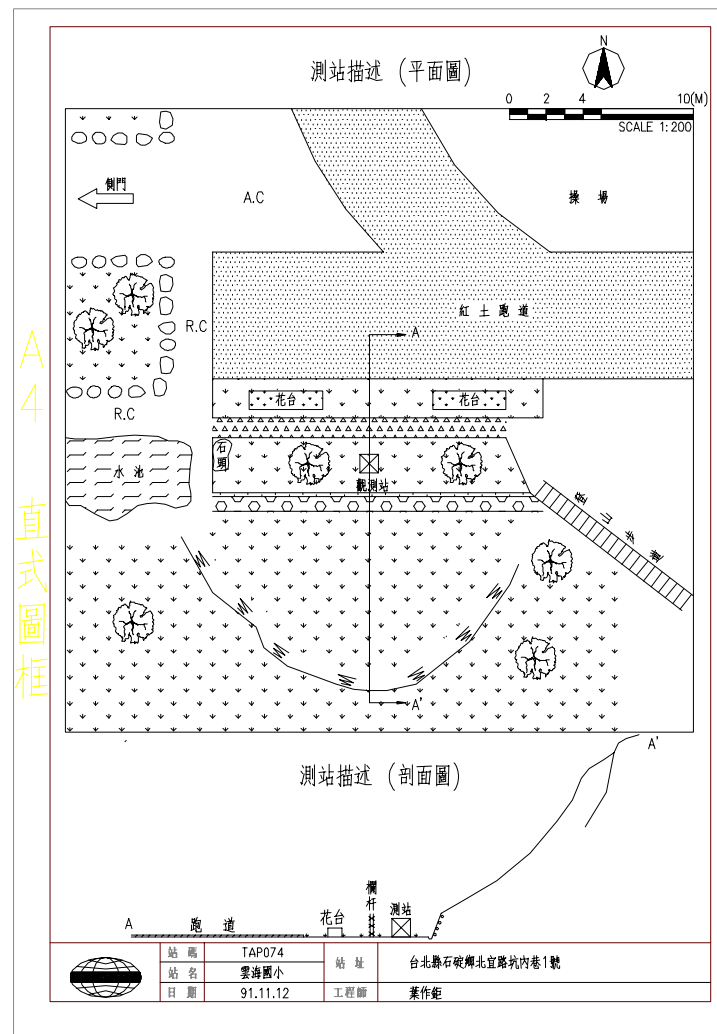 測站描述 (平面圖)
N
0 2 4 10(M)
SCALE 1:200
側門
A.C
操場
紅土跑道
R.C
A
花台
花台
R.C
石頭
水池
觀測站
登山步道
A4 直式圖框
A'
測站描述 (剖面圖)
A'
欄杆
A
跑道
花台
測站
站碼 TAP074
站名 雲海國小
日期 91.11.12
站址 台北縣石碇鄉北宜路坑內巷1號
工程師 葉作鉅